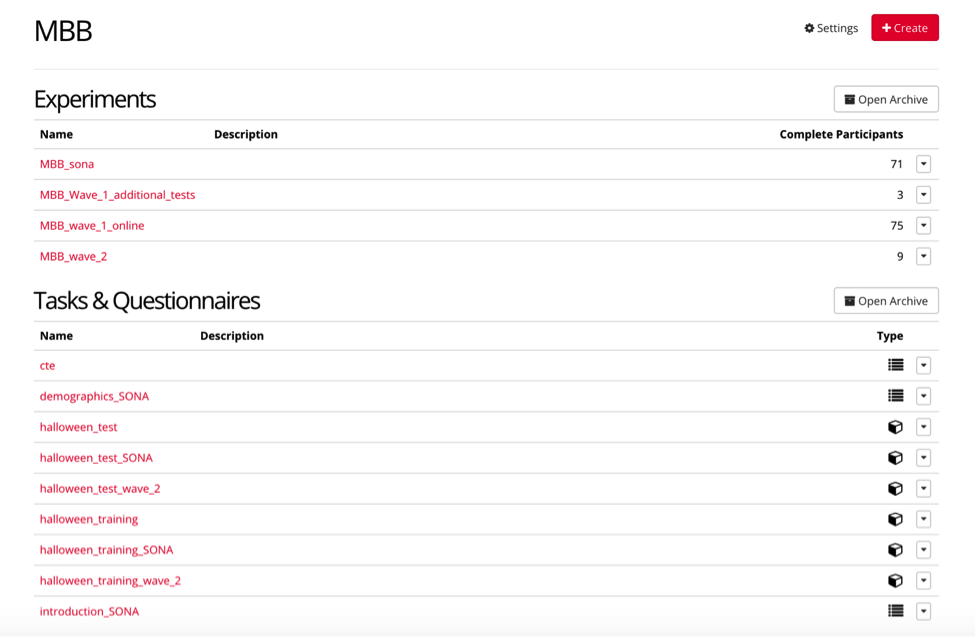 MBB
Settings
Create
Experiments
Open Archive
Name Description Complete Participants
MBB_sona 71
MBB_Wave_1_additional_tests 3
MBB_wave_1_online 75
MBB_wave_2 9
Tasks & Questionnaires
Open Archive
Name Description Type
cte
demographics_SONA
halloween_test
halloween_test_SONA
halloween_test_wave_2
halloween_training
halloween_training_SONA
halloween_training_wave_2
introduction_SONA